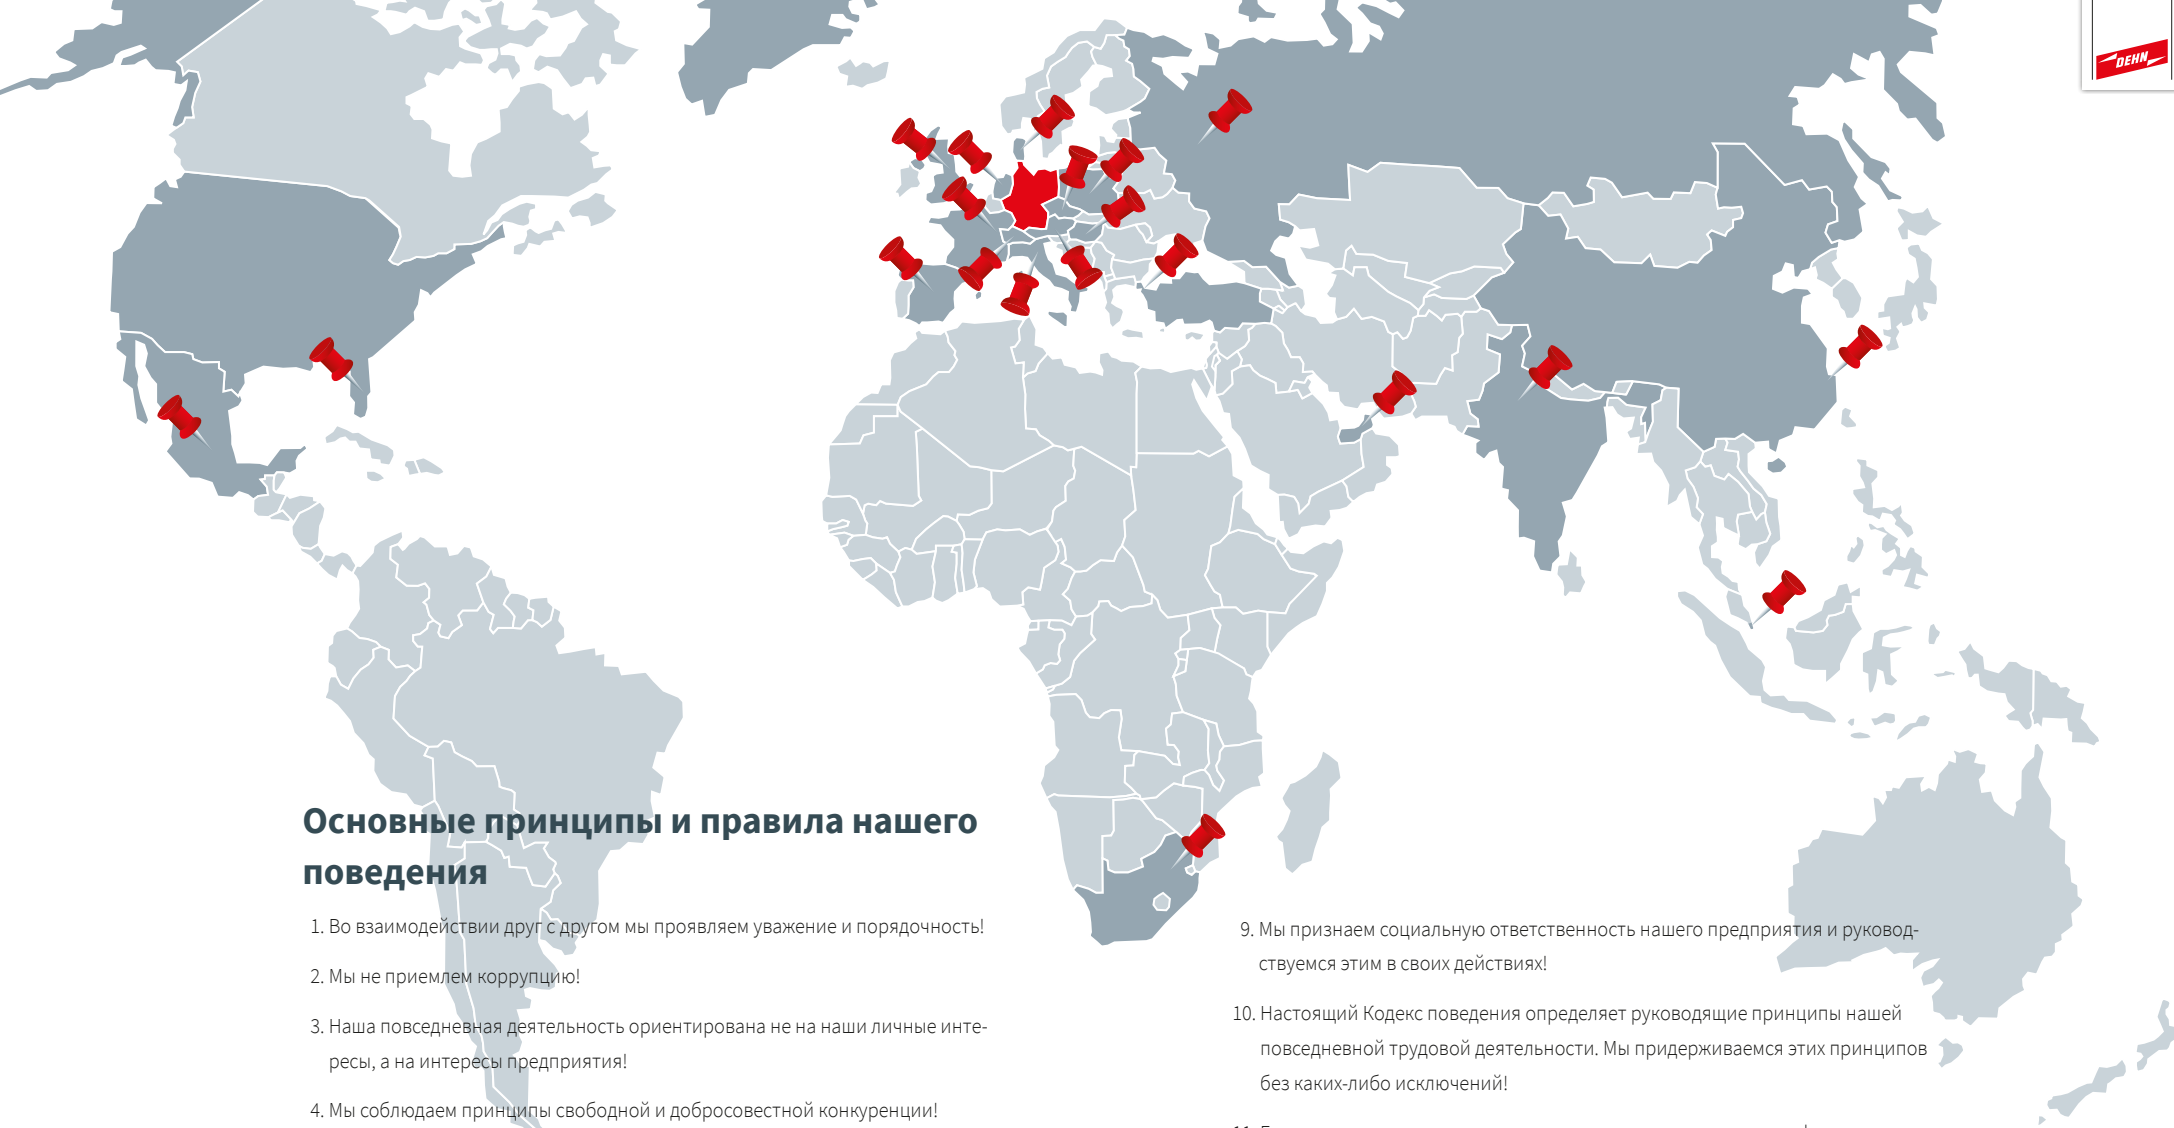 DEHN
Основные принципы и правила нашего
поведения
1. Во взаимодействии друг с другом мы проявляем уважение и порядочность!
2. Мы не приемлем коррупцию!
3. Наша повседневная деятельность ориентирована не на наши личные инте-
ресы, а на интересы предприятия!
4. Мы соблюдаем принципы свободной и добросовестной конкуренции!
9. Мы признаем социальную ответственность нашего предприятия и руковод-
ствуемся этим в своих действиях!
10. Настоящий Кодекс поведения определяет руководящие принципы нашей
повседневной трудовой деятельности. Мы придерживаемся этих принципов
без каких-либо исключений!